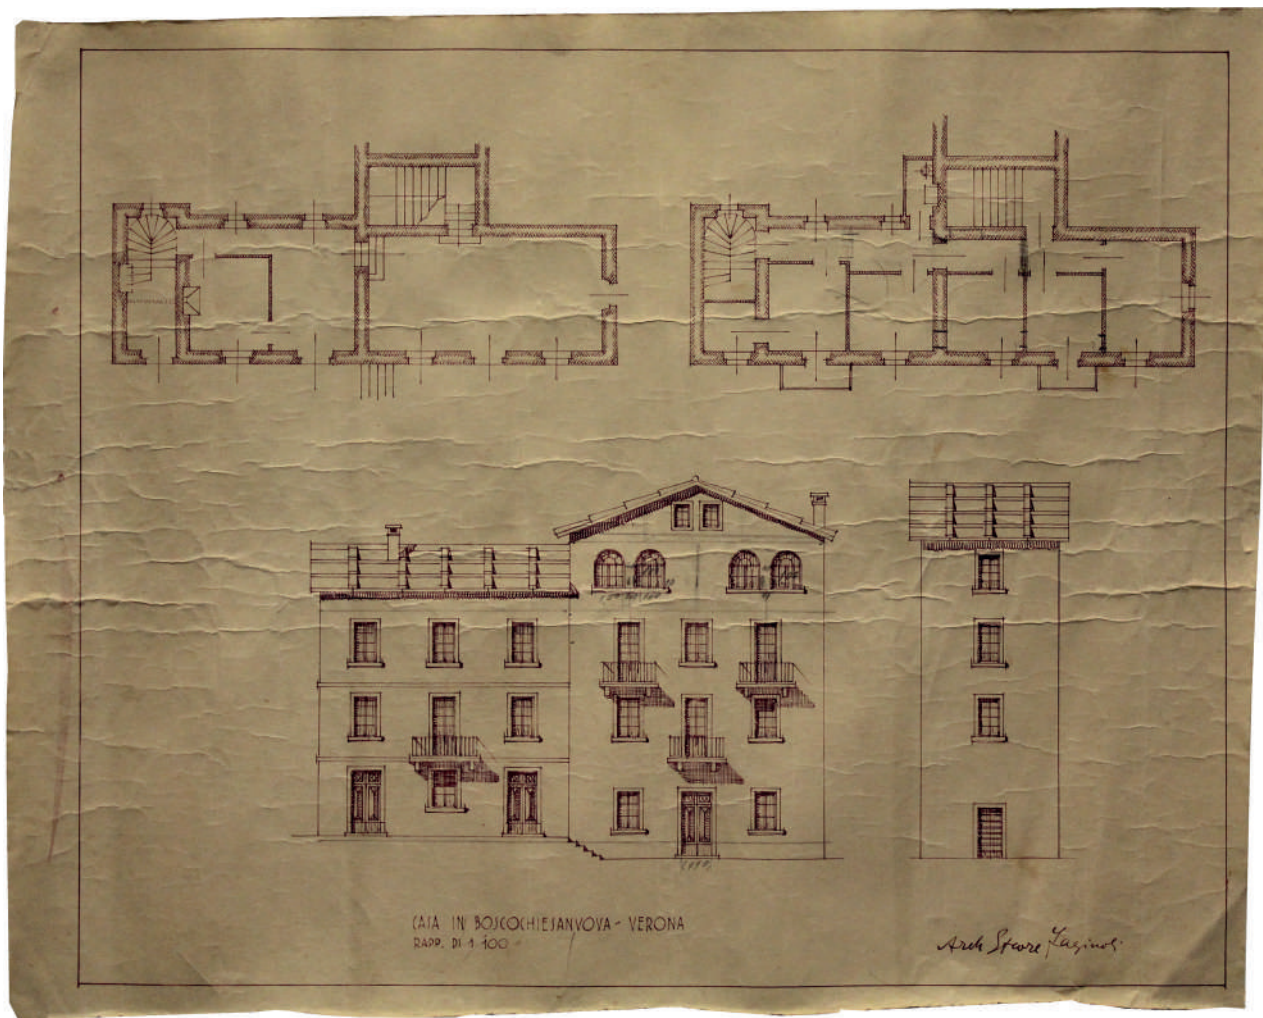 CASA IN BOSCOCHIESANVOVA - VERONA
RAPP. DI 1:100 -
Arch Ettore Fagiuoli